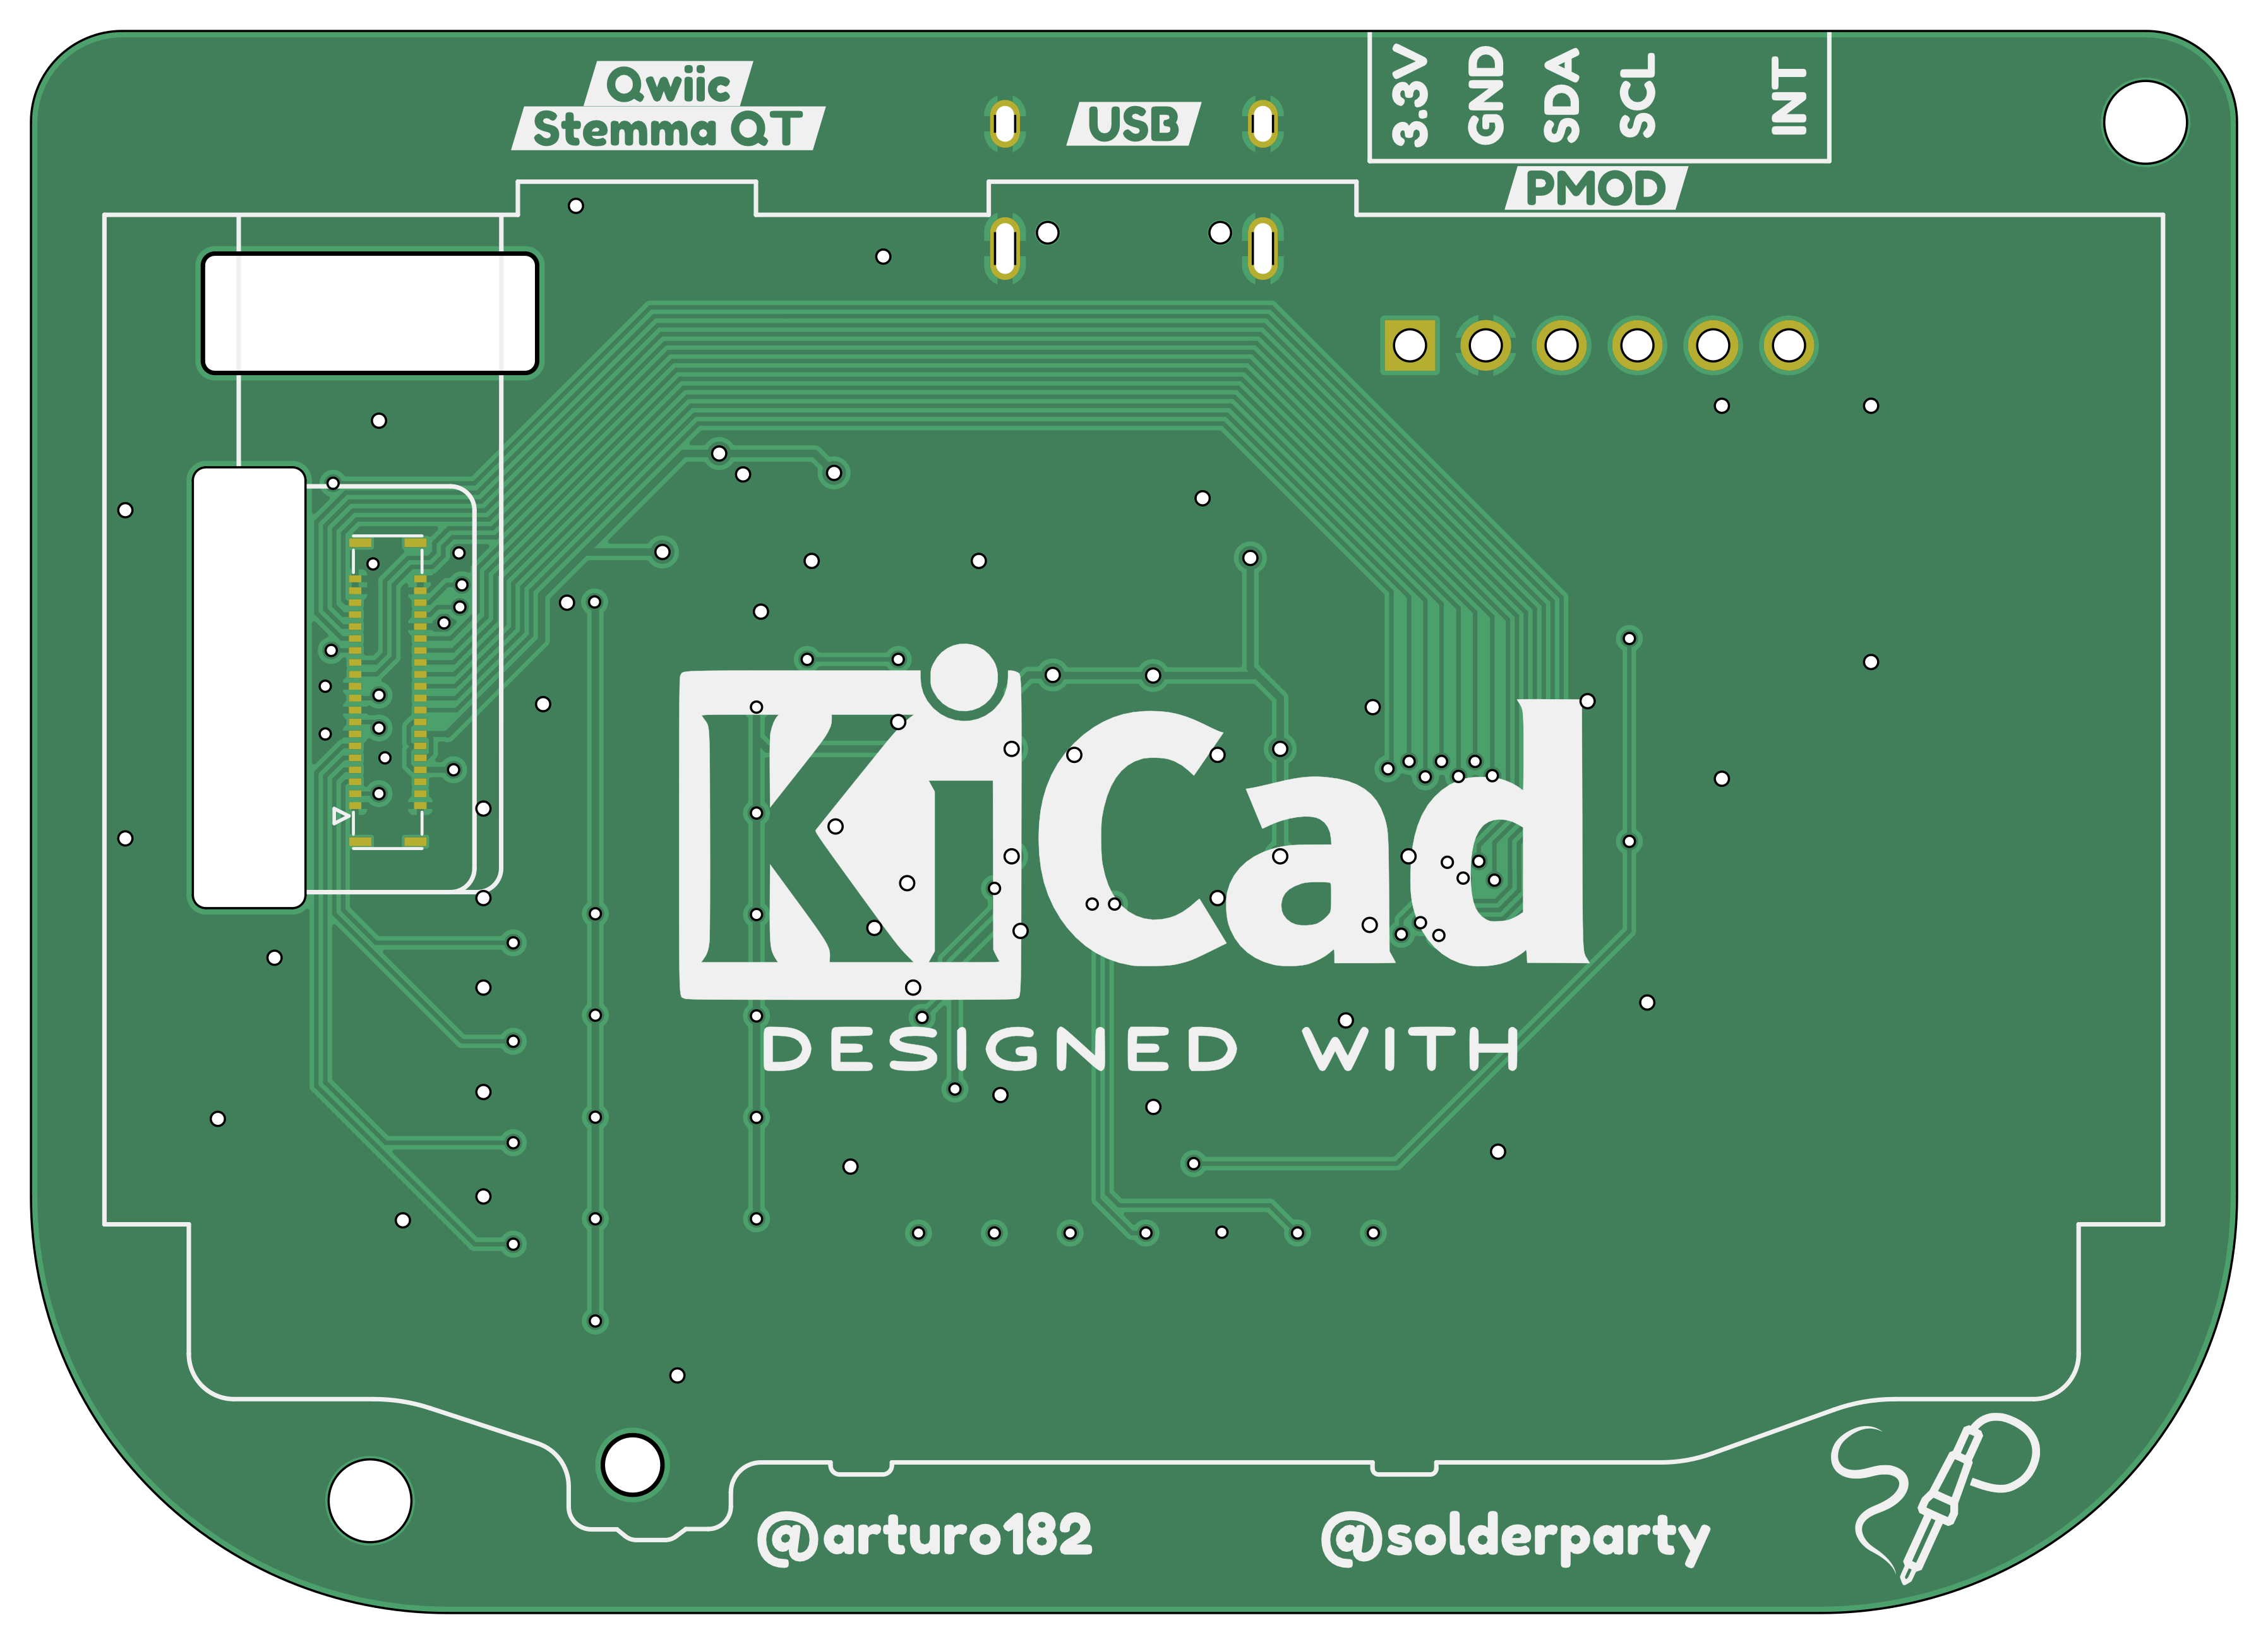 Qwiic
Stemma QT
USB
3.3V
GND
SDA
SCL
INT
PMOD
KiCad
DESIGNED WITH
@arturo182
@solderparty